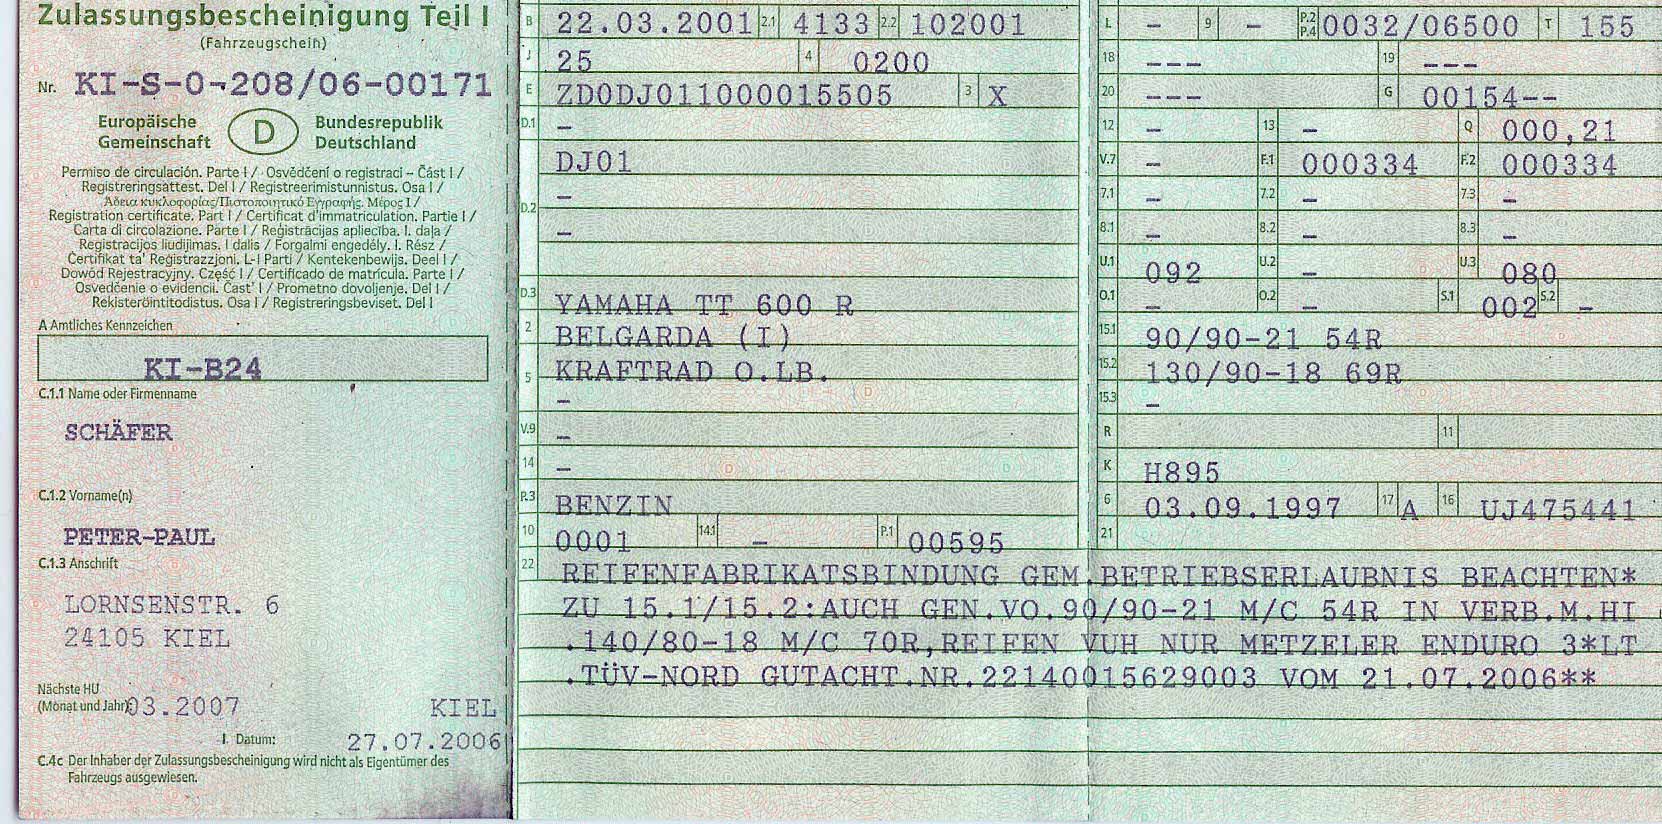 Zulassungsbescheinigung Teil I
(Fahrzeugschein)
Nr. KI-S-0-208/06-00171
Europäische Gemeinschaft D Bundesrepublik Deutschland
Permiso de circulación. Parte I / Osvědčení o registraci – Část I /
Registreringsattest. Del I / Registreerimistunnistus. Osa I /
Άδεια κυκλοφορίας/Πιστοποιητικό Εγγραφής. Μέρος I /
Registration certificate. Part I / Certificat d'immatriculation. Partie I /
Carta di circolazione. Parte I / Reģistrācijas apliecība. I. daļa /
Registracijos liudijimas. I dalis / Forgalmi engedély. I. Rész /
Ċertifikat ta' Reġistrazzjoni. L-I Parti / Kentekenbewijs. Deel I /
Dowód Rejestracyjny. Część I / Certificado de matrícula. Parte I /
Osvedčenie o evidencii. Časť I / Prometno dovoljenje. Del I /
Rekisteröintitodistus. Osa I / Registreringsbeviset. Del I
A Amtliches Kennzeichen
KI-B24
C.1.1 Name oder Firmenname
SCHÄFER
C.1.2 Vorname(n)
PETER-PAUL
C.1.3 Anschrift
LORNSENSTR. 6
24105 KIEL
Nächste HU
(Monat und Jahr) 03.2007 KIEL
I. Datum: 27.07.2006
C.4c Der Inhaber der Zulassungsbescheinigung wird nicht als Eigentümer des
Fahrzeugs ausgewiesen.
B 22.03.2001 2.1 4133 2.2 102001
J 25 4 0200
E ZD0DJ011000015505 3 X
D.1 –
DJ01
–
D.2 –
D.3 YAMAHA TT 600 R
2 BELGARDA (I)
5 KRAFTRAD O.LB.
–
V.9 –
14 –
P.3 BENZIN
10 0001 14.1 – P.1 00595
L – 9 – P.2 P.4 0032/06500 T 155
18 --- 19 ---
20 --- G 00154--
12 – 13 – Q 000,21
V.7 – F.1 000334 F.2 000334
7.1 – 7.2 – 7.3 –
8.1 – 8.2 – 8.3 –
U.1 092 U.2 – U.3 080
O.1 – O.2 – S.1 002 S.2 –
15.1 90/90-21 54R
15.2 130/90-18 69R
15.3 –
R 11
K H895
6 03.09.1997 17 A 16 UJ475441
21
22 REIFENFABRIKATSBINDUNG GEM.BETRIEBSERLAUBNIS BEACHTEN*
ZU 15.1/15.2:AUCH GEN.VO.90/90-21 M/C 54R IN VERB.M.HI
.140/80-18 M/C 70R,REIFEN VUH NUR METZELER ENDURO 3*LT
.TÜV-NORD GUTACHT.NR.22140015629003 VOM 21.07.2006**